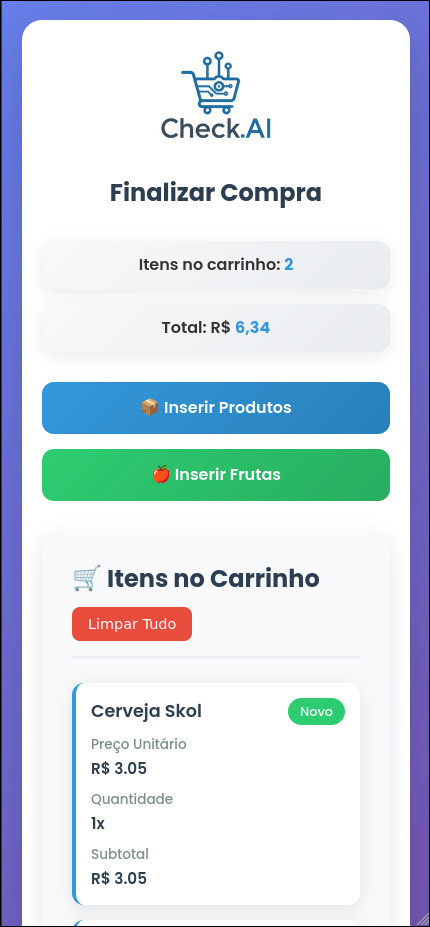 Check.AI
Finalizar Compra
Itens no carrinho: 2
Total: R$ 6,34
📦 Inserir Produtos
🍎 Inserir Frutas
🛒 Itens no Carrinho
Limpar Tudo
Cerveja Skol
Novo
Preço Unitário
R$ 3.05
Quantidade
1x
Subtotal
R$ 3.05